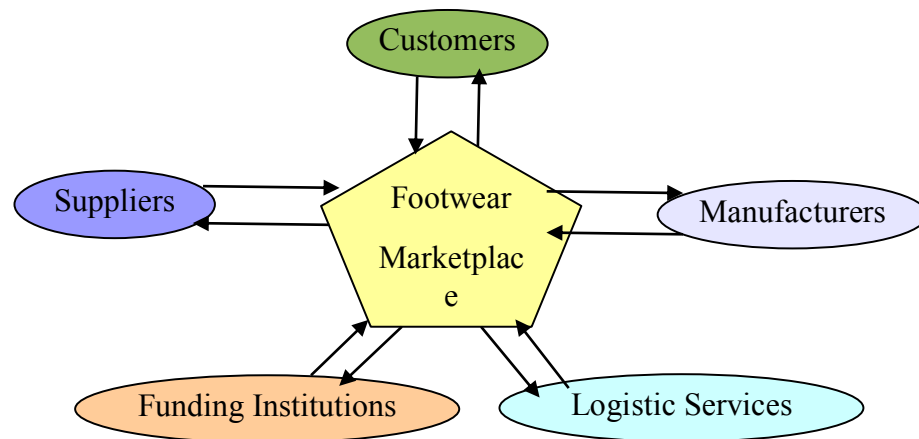 Customers
Suppliers
Footwear
Manufacturers
Marketplac
e
Funding Institutions
Logistic Services